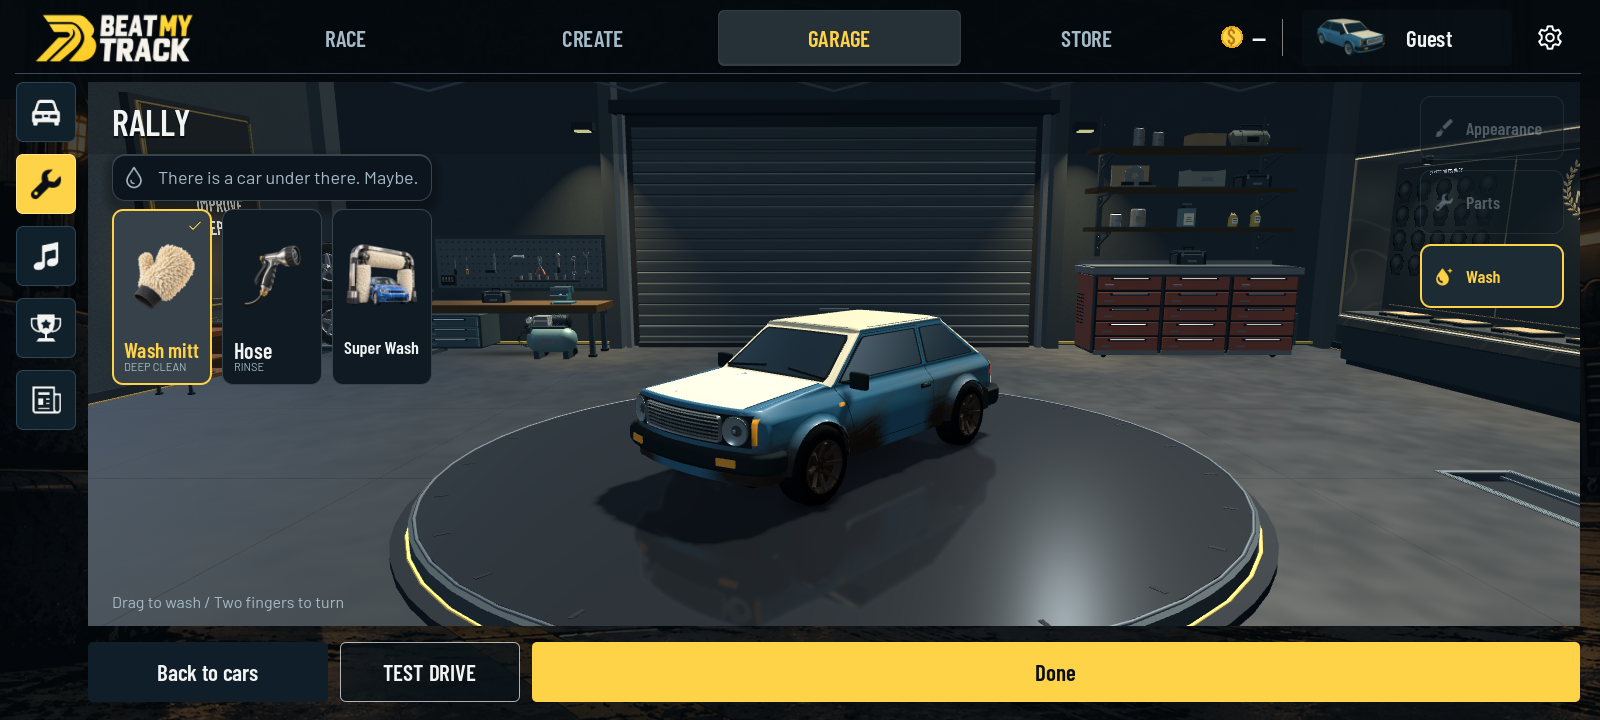 BEAT MY
TRACK
RACE
CREATE
GARAGE
STORE
–
Guest
RALLY
There is a car under there. Maybe.
IMPROVE
Wash mitt
DEEP CLEAN
Hose
RINSE
Super Wash
Appearance
Parts
Wash
Drag to wash / Two fingers to turn
Back to cars
TEST DRIVE
Done